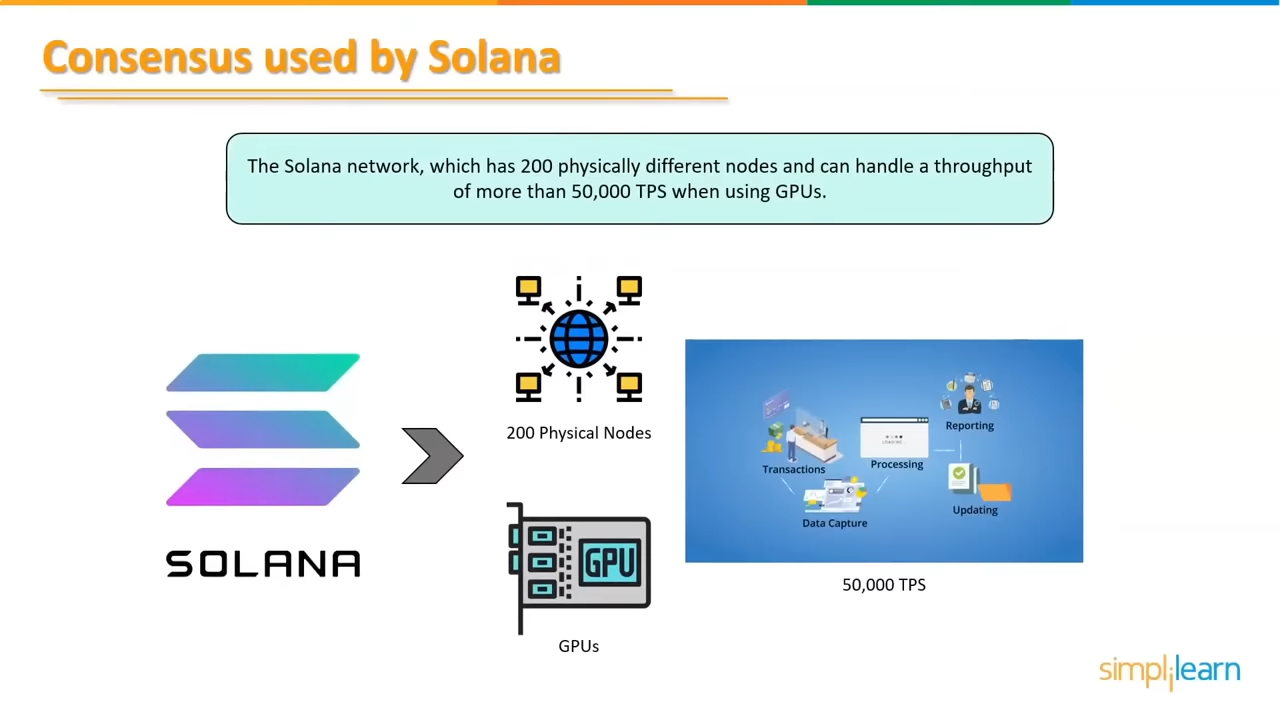 Consensus used by Solana
The Solana network, which has 200 physically different nodes and can handle a throughput
of more than 50,000 TPS when using GPUs.
200 Physical Nodes
SOLANA
GPU
GPUs
Transactions
Data Capture
Processing
LOADING...
Reporting
Updating
50,000 TPS
simplilearn